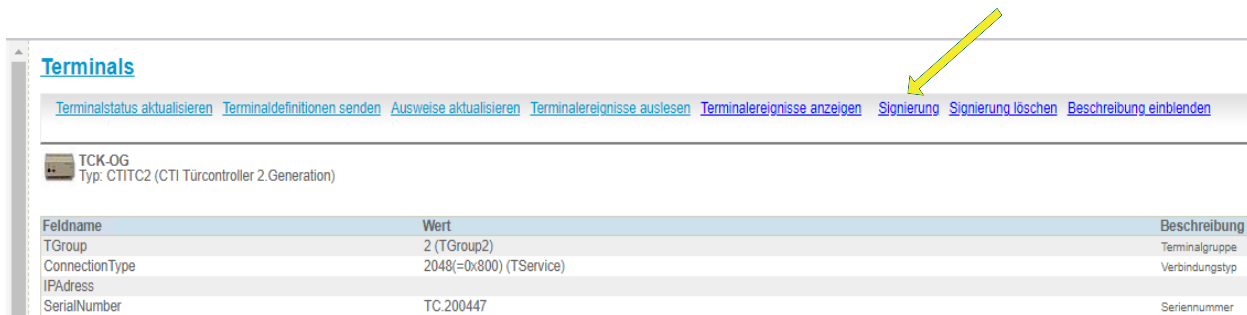 Terminals
Terminalstatus aktualisieren Terminaldefinitionen senden Ausweise aktualisieren Terminalereignisse auslesen Terminalereignisse anzeigen Signierung Signierung löschen Beschreibung einblenden
TCK-OG
Typ: CTITC2 (CTI Türcontroller 2.Generation)
Feldname Wert Beschreibung
TGroup 2 (TGroup2) Terminalgruppe
ConnectionType 2048(=0x800) (TService) Verbindungstyp
IPAdress
SerialNumber TC.200447 Seriennummer